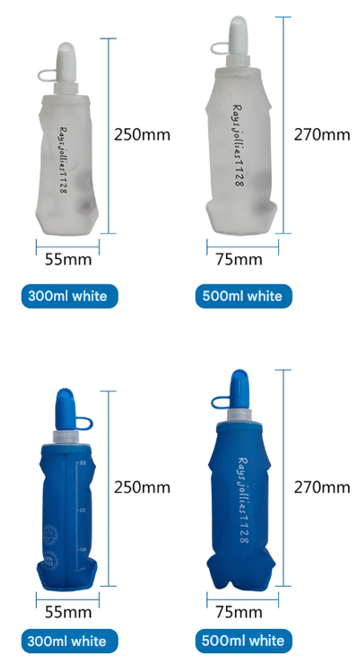 Raysjollies1128
250mm
55mm
300ml white
Raysjollies1128
270mm
75mm
500ml white
250mm
55mm
300ml white
Raysjollies1128
270mm
75mm
500ml white